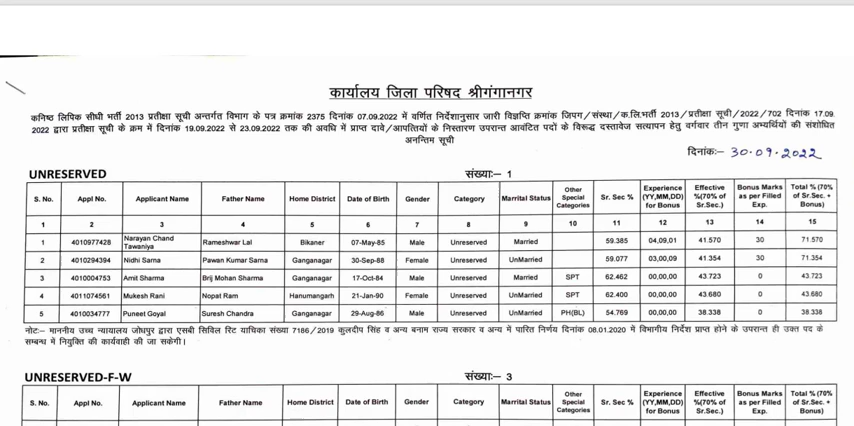 कार्यालय जिला परिषद श्रीगंगानगर
कनिष्ठ लिपिक सीधी भर्ती 2013 प्रतीक्षा सूची अन्तर्गत विभाग के पत्र क्रमांक 2375 दिनांक 07.09.2022 में वर्णित निर्देशानुसार जारी विज्ञप्ति क्रमांक जिपग/संस्था/क.लि.भर्ती 2013/प्रतीक्षा सूची/2022/702 दिनांक 17.09.
2022 द्वारा प्रतीक्षा सूची के क्रम में दिनांक 19.09.2022 से 23.09.2022 तक की अवधि में प्राप्त दावे/आपत्तियों के निस्तारण उपरान्त आवंटित पदों के विरूद्ध दस्तावेज सत्यापन हेतु वर्गवार तीन गुणा अभ्यर्थियों की संशोधित
अनन्तिम सूची
दिनांकः– 30-09-2022
UNRESERVED संख्याः– 1
S. No. Appl No. Applicant Name Father Name Home District Date of Birth Gender Category Marrital Status Other Special Categories Sr. Sec % Experience (YY,MM,DD) for Bonus Effective %(70% of Sr.Sec.) Bonus Marks as per Filled Exp. Total % (70% of Sr.Sec. + Bonus)
1 2 3 4 5 6 7 8 9 10 11 12 13 14 15
1 4010977428 Narayan Chand Tawaniya Rameshwar Lal Bikaner 07-May-85 Male Unreserved Married 59.385 04,09,01 41.570 30 71.570
2 4010294394 Nidhi Sarna Pawan Kumar Sarna Ganganagar 30-Sep-88 Female Unreserved UnMarried 59.077 03,00,09 41.354 30 71.354
3 4010004753 Amit Sharma Brij Mohan Sharma Ganganagar 17-Oct-84 Male Unreserved Married SPT 62.462 00,00,00 43.723 0 43.723
4 4011074561 Mukesh Rani Nopat Ram Hanumangarh 21-Jan-90 Female Unreserved UnMarried SPT 62.400 00,00,00 43.680 0 43.680
5 4010034777 Puneet Goyal Suresh Chandra Ganganagar 29-Aug-86 Male Unreserved UnMarried PH(BL) 54.769 00,00,00 38.338 0 38.338
नोटः– माननीय उच्च न्यायालय जोधपुर द्वारा एसबी सिविल रिट याचिका संख्या 7186/2019 कुलदीप सिंह व अन्य बनाम राज्य सरकार व अन्य में पारित निर्णय दिनांक 08.01.2020 में विभागीय निर्देश प्राप्त होने के उपरान्त ही उक्त पद के
सम्बन्ध में नियुक्ति की कार्यवाही की जा सकेगी।
UNRESERVED-F-W संख्याः– 3
S. No. Appl No. Applicant Name Father Name Home District Date of Birth Gender Category Marrital Status Other Special Categories Sr. Sec % Experience (YY,MM,DD) for Bonus Effective %(70% of Sr.Sec.) Bonus Marks as per Filled Exp. Total % (70% of Sr.Sec. + Bonus)